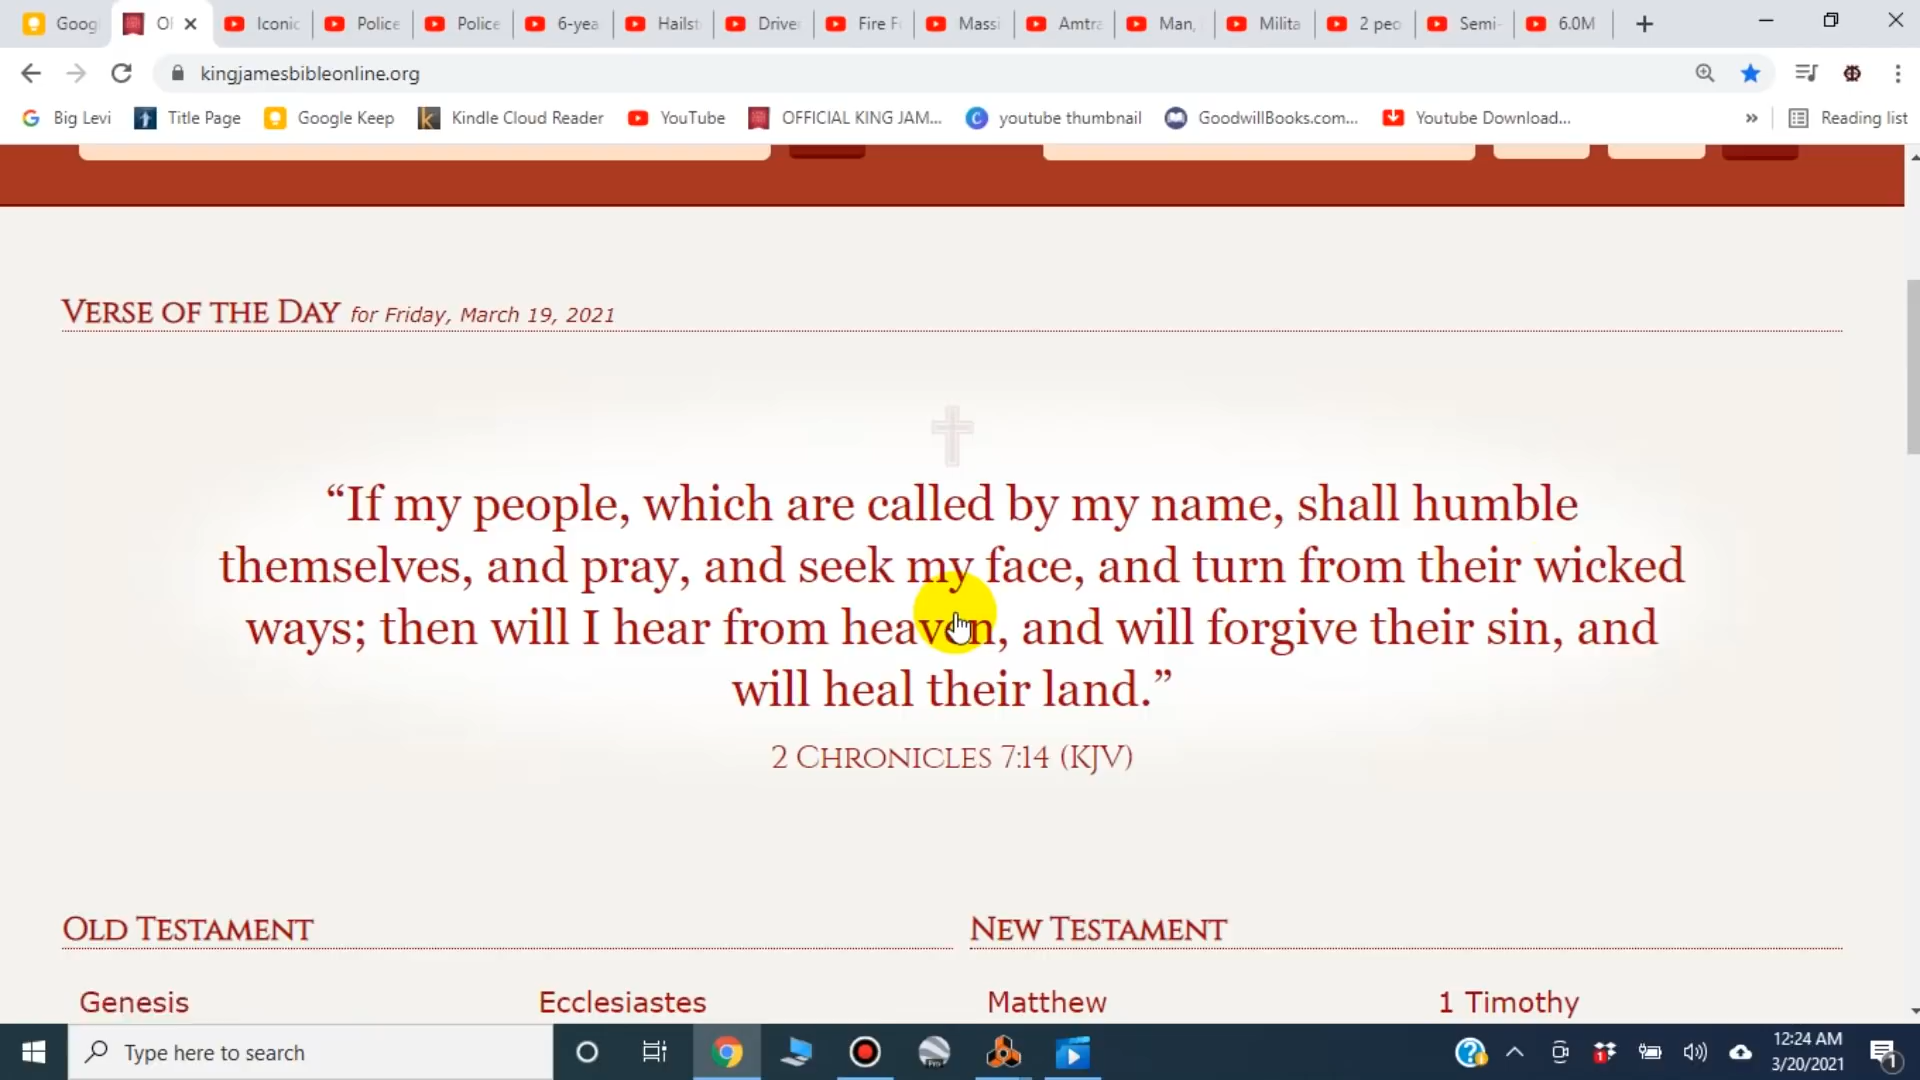 Goog
Of
Iconic
Police
Police
6-yea
Hailst
Drive
Fire F
Massi
Amtra
Man,
Milita
2 peo
Semi-
6.0M
kingjamesbibleonline.org
Big Levi
Title Page
Google Keep
Kindle Cloud Reader
YouTube
OFFICIAL KING JAM...
youtube thumbnail
GoodwillBooks.com...
Youtube Download...
»
Reading list
VERSE OF THE DAY for Friday, March 19, 2021
“If my people, which are called by my name, shall humble
themselves, and pray, and seek my face, and turn from their wicked
ways; then will I hear from heaven, and will forgive their sin, and
will heal their land.”
2 CHRONICLES 7:14 (KJV)
OLD TESTAMENT
NEW TESTAMENT
Genesis
Ecclesiastes
Matthew
1 Timothy
Type here to search
12:24 AM
3/20/2021
1